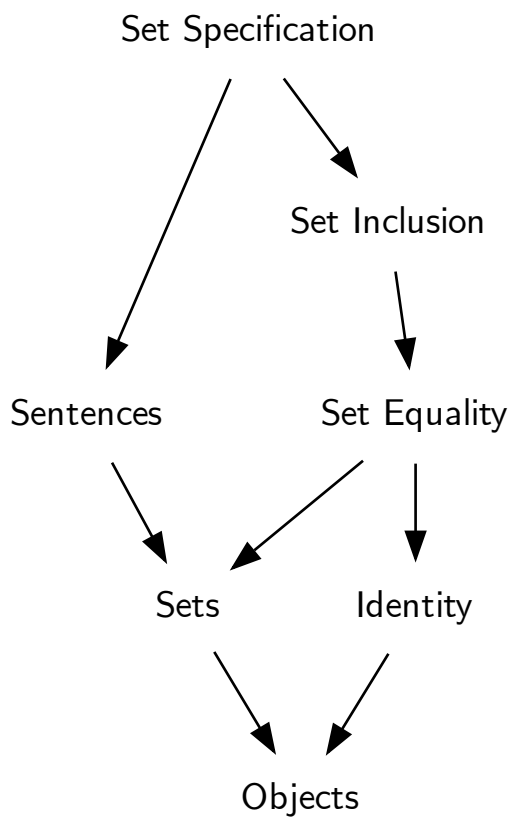 Set Specification
Set Inclusion
Sentences
Set Equality
Sets
Identity
Objects